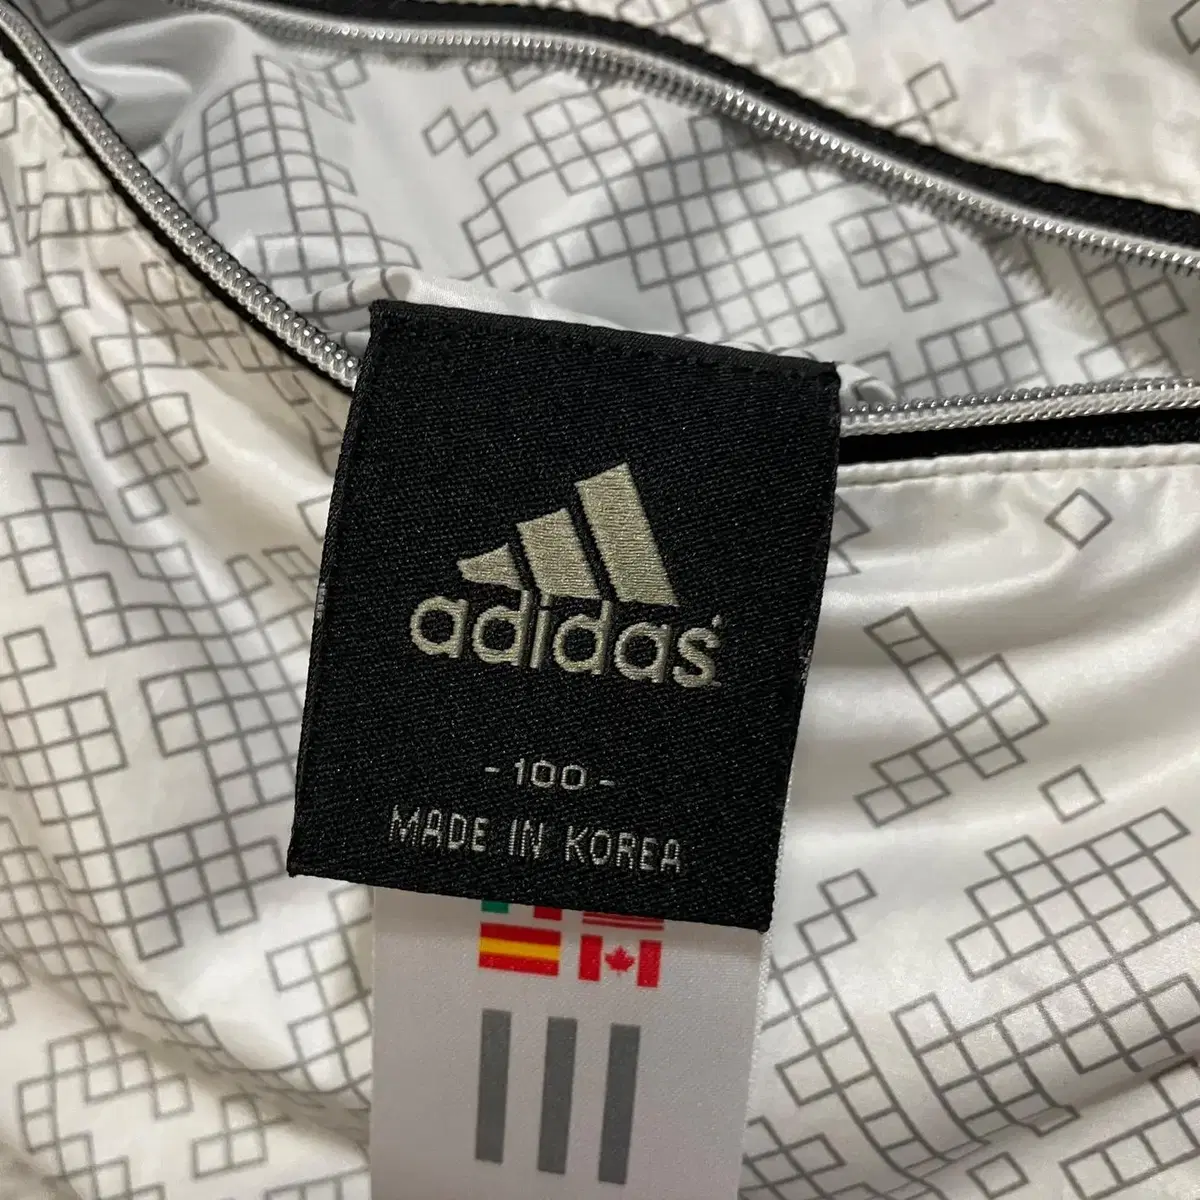 adidas
- 100 -
MADE IN KOREA